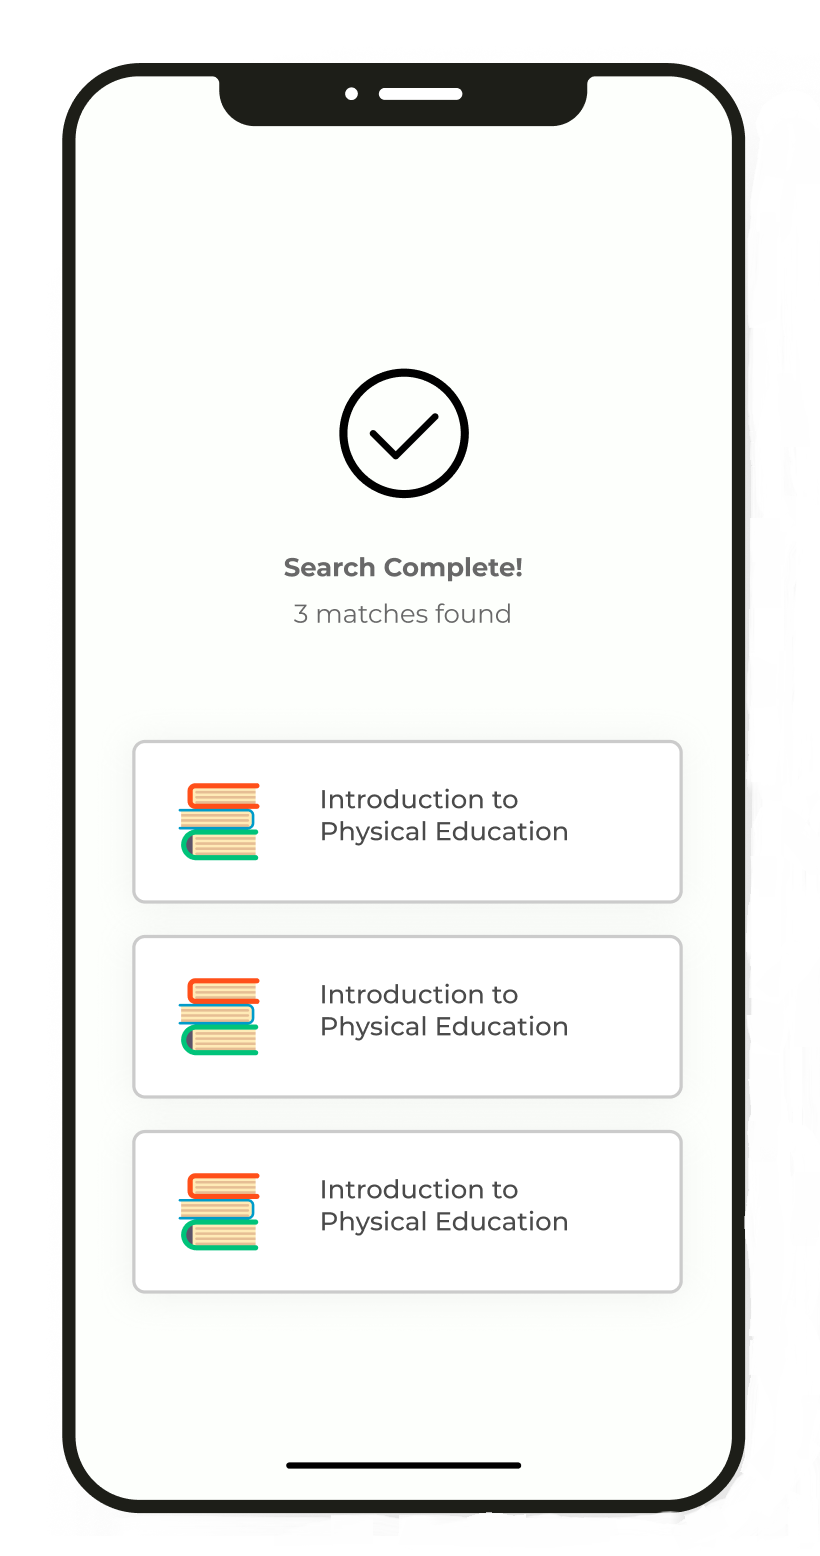 Search Complete!
3 matches found
Introduction to
Physical Education
Introduction to
Physical Education
Introduction to
Physical Education